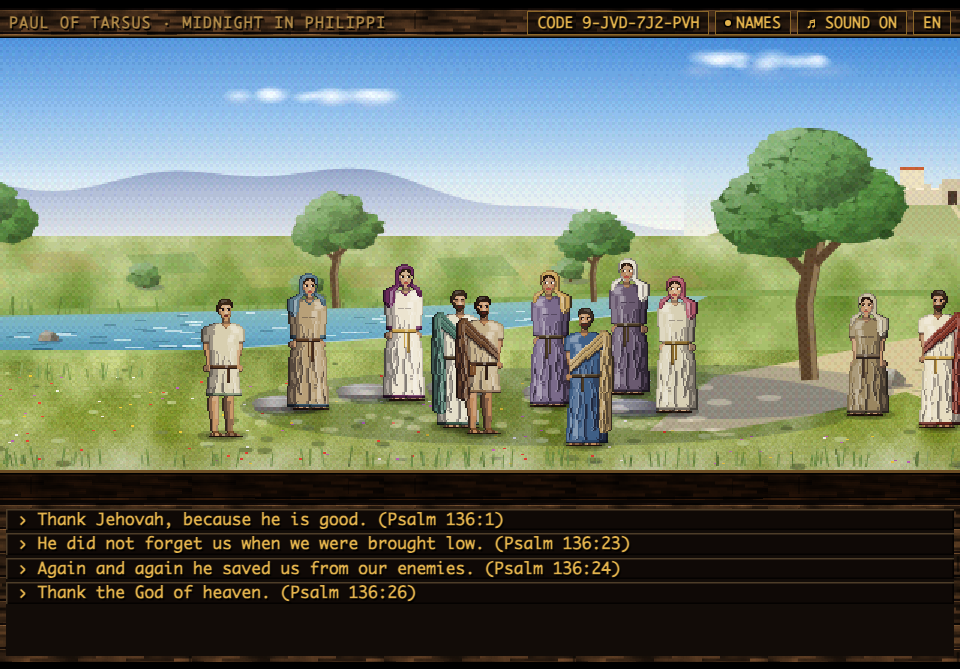 PAUL OF TARSUS · MIDNIGHT IN PHILIPPI
CODE 9-JVD-7J2-PVH
• NAMES
♬ SOUND ON
EN
› Thank Jehovah, because he is good. (Psalm 136:1)
› He did not forget us when we were brought low. (Psalm 136:23)
› Again and again he saved us from our enemies. (Psalm 136:24)
› Thank the God of heaven. (Psalm 136:26)